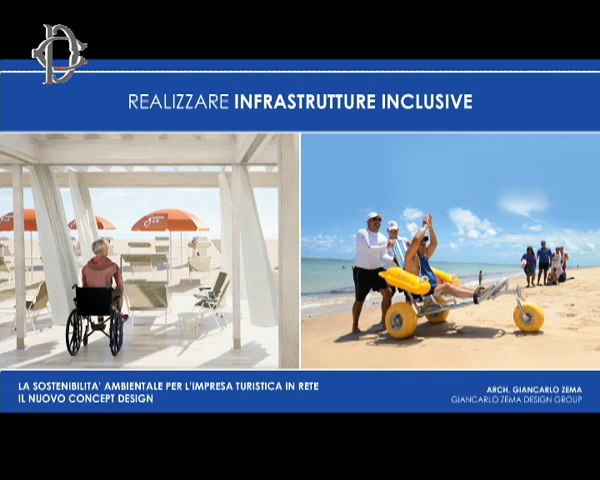 REALIZZARE INFRASTRUTTURE INCLUSIVE
LA SOSTENIBILITA' AMBIENTALE PER L'IMPRESA TURISTICA IN RETE
IL NUOVO CONCEPT DESIGN
ARCH. GIANCARLO ZEMA
GIANCARLO ZEMA DESIGN GROUP